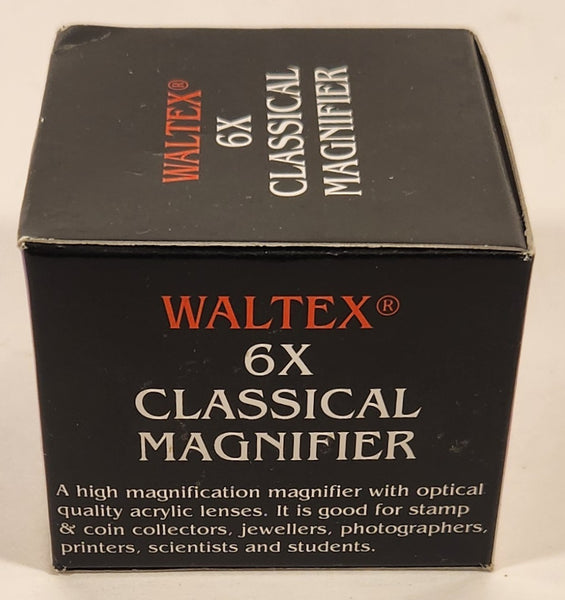 WALTEX®
6X
CLASSICAL
MAGNIFIER
WALTEX®
6X
CLASSICAL
MAGNIFIER
A high magnification magnifier with optical
quality acrylic lenses. It is good for stamp
& coin collectors, jewellers, photographers,
printers, scientists and students.